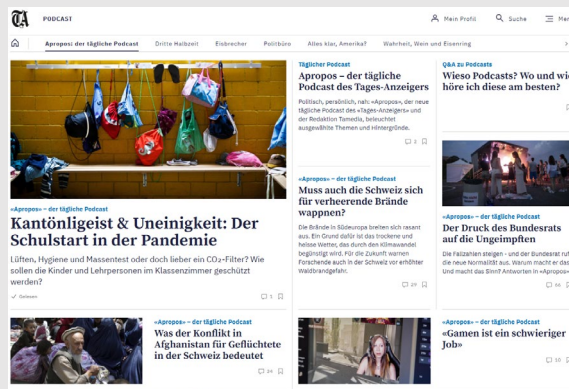 TA PODCAST
Mein Profil
Suche
Apropos: der tägliche Podcast
Dritte Halbzeit
Eisbrecher
Politbüro
Alles klar, Amerika?
Wahrheit, Wein und Eisenring
«Apropos» – der tägliche Podcast
Kantönligeist & Uneinigkeit: Der
Schulstart in der Pandemie
Lüften, Hygiene und Massentest oder doch lieber ein CO₂-Filter? Wie
sollen die Kinder und Lehrpersonen im Klassenzimmer geschützt
werden?
Gelesen
1
Täglicher Podcast
Apropos – der tägliche
Podcast des Tages-Anzeigers
Politisch, persönlich, nah: «Apropos», der neue
tägliche Podcast des «Tages-Anzeigers» und
der Redaktion Tamedia, beleuchtet
ausgewählte Themen und Hintergründe.
2
«Apropos» – der tägliche Podcast
Muss auch die Schweiz sich
für verheerende Brände
wappnen?
Die Brände in Südeuropa breiten sich rasant
aus. Ein Grund dafür ist das trockene und
heisse Wetter, das durch den Klimawandel
begünstigt wird. Für die Zukunft warnen
Forschende auch in der Schweiz vor erhöhter
Waldbrandgefahr.
29
Q&A zu Podcasts
Wieso Podcasts? Wo und wie
höre ich diese am besten?
«Apropos» – der tägliche Podcast
Der Druck des Bundesrats
auf die Ungeimpften
Die Fallzahlen steigen - und der Bundesrat ruft
die neue Normalität aus. Warum macht er das?
Und macht das Sinn? Antworten in «Apropos»
«Apropos» – der tägliche Podcast
Was der Konflikt in
Afghanistan für Geflüchtete
in der Schweiz bedeutet
24
«Apropos» – der tägliche Podcast
«Gamen ist ein schwieriger
Job»